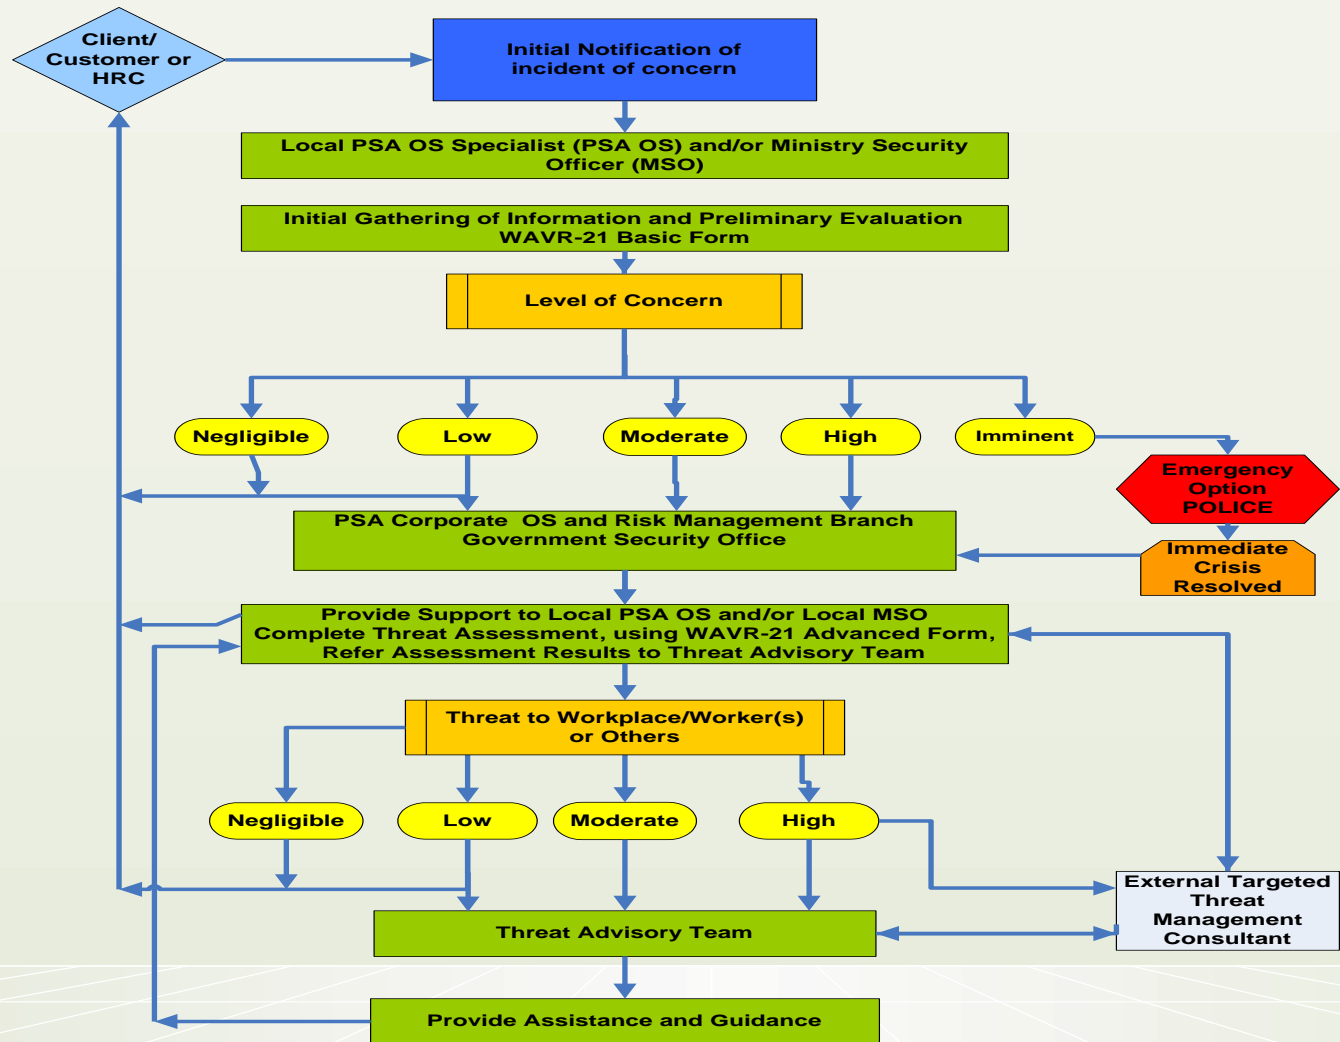 Client/
Customer or
HRC
Initial Notification of
incident of concern
Local PSA OS Specialist (PSA OS) and/or Ministry Security
Officer (MSO)
Initial Gathering of Information and Preliminary Evaluation
WAVR-21 Basic Form
Level of Concern
Negligible
Low
Moderate
High
Imminent
Emergency
Option
POLICE
PSA Corporate OS and Risk Management Branch
Government Security Office
Immediate
Crisis
Resolved
Provide Support to Local PSA OS and/or Local MSO
Complete Threat Assessment, using WAVR-21 Advanced Form,
Refer Assessment Results to Threat Advisory Team
Threat to Workplace/Worker(s)
or Others
Negligible
Low
Moderate
High
External Targeted
Threat
Management
Consultant
Threat Advisory Team
Provide Assistance and Guidance